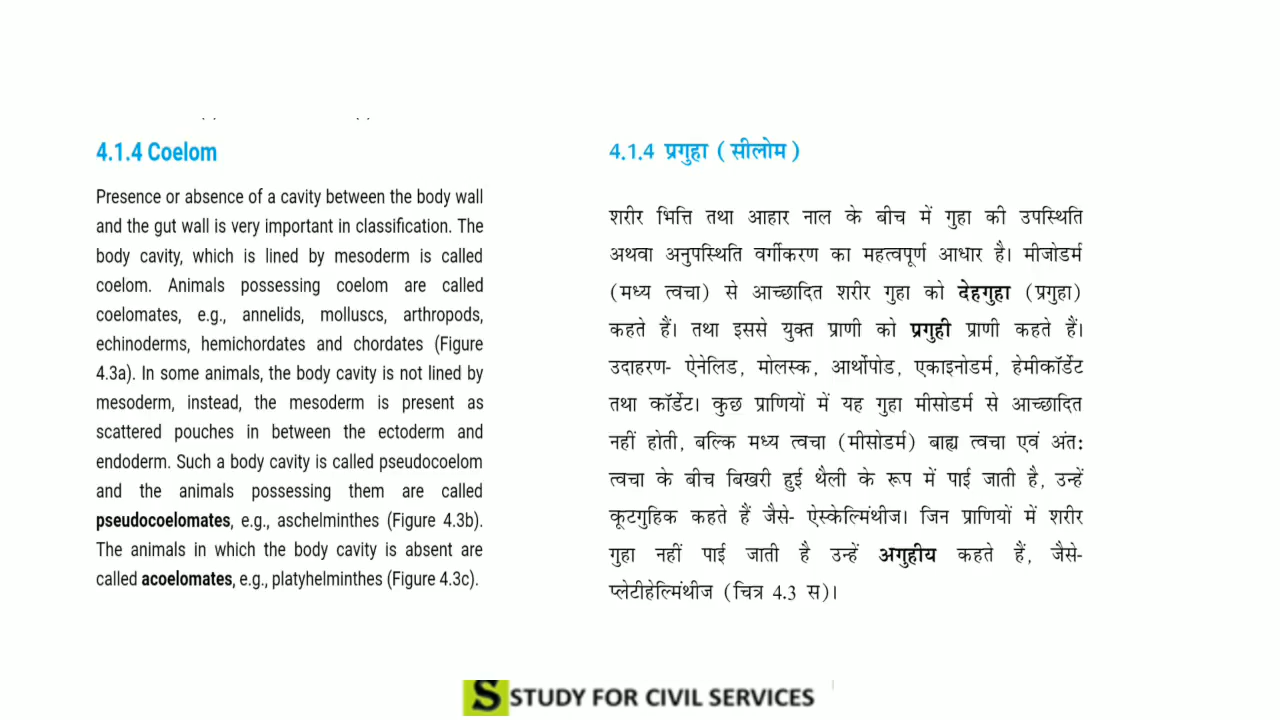 4.1.4 Coelom
Presence or absence of a cavity between the body wall
and the gut wall is very important in classification. The
body cavity, which is lined by mesoderm is called
coelom. Animals possessing coelom are called
coelomates, e.g., annelids, molluscs, arthropods,
echinoderms, hemichordates and chordates (Figure
4.3a). In some animals, the body cavity is not lined by
mesoderm, instead, the mesoderm is present as
scattered pouches in between the ectoderm and
endoderm. Such a body cavity is called pseudocoelom
and the animals possessing them are called
pseudocoelomates, e.g., aschelminthes (Figure 4.3b).
The animals in which the body cavity is absent are
called acoelomates, e.g., platyhelminthes (Figure 4.3c).
4.1.4 प्रगुहा ( सीलोम )
शरीर भित्ति तथा आहार नाल के बीच में गुहा की उपस्थिति
अथवा अनुपस्थिति वर्गीकरण का महत्वपूर्ण आधार है। मीजोडर्म
(मध्य त्वचा) से आच्छादित शरीर गुहा को देहगुहा (प्रगुहा)
कहते हैं। तथा इससे युक्त प्राणी को प्रगुही प्राणी कहते हैं।
उदाहरण- ऐनेलिड, मोलस्क, आर्थोपोड, एकाइनोडर्म, हेमीकॉर्डेट
तथा कॉर्डेट। कुछ प्राणियों में यह गुहा मीसोडर्म से आच्छादित
नहीं होती, बल्कि मध्य त्वचा (मीसोडर्म) बाह्य त्वचा एवं अंत:
त्वचा के बीच बिखरी हुई थैली के रूप में पाई जाती है, उन्हें
कूटगुहिक कहते हैं जैसे- ऐस्केल्मिंथीज। जिन प्राणियों में शरीर
गुहा नहीं पाई जाती है उन्हें अगुहीय कहते हैं, जैसे-
प्लेटीहेल्मिंथीज (चित्र 4.3 स)।
S STUDY FOR CIVIL SERVICES